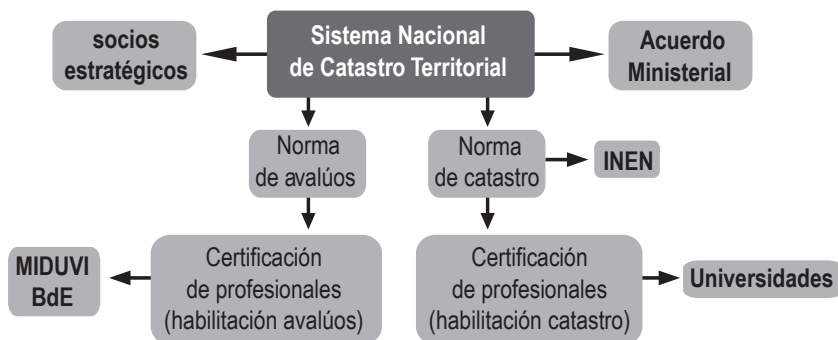 socios
estratégicos
Sistema Nacional
de Catastro Territorial
Acuerdo
Ministerial
Norma
de avalúos
Norma
de catastro
INEN
MIDUVI
BdE
Certificación
de profesionales
(habilitación avalúos)
Certificación
de profesionales
(habilitación catastro)
Universidades